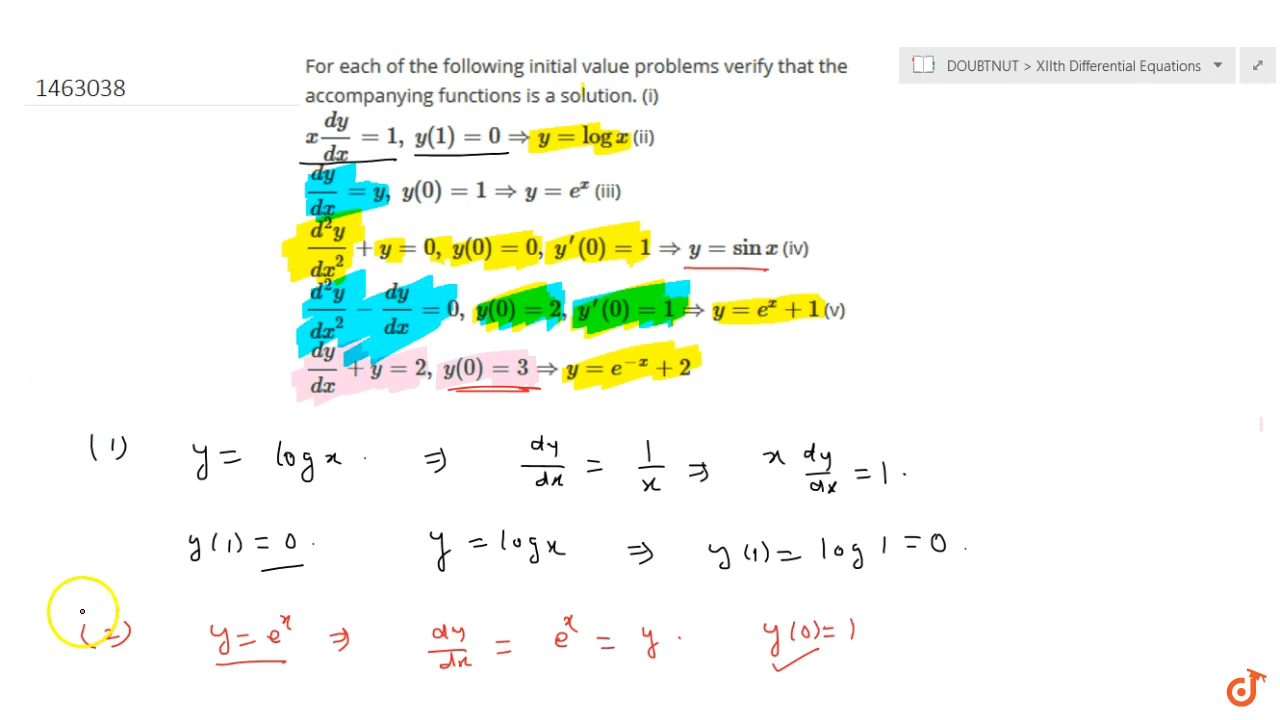 1463038
DOUBTNUT > XIIth Differential Equations
For each of the following initial value problems verify that the
accompanying functions is a solution. (i)
x dy/dx = 1, y(1) = 0 ⇒ y = log x (ii)
dy/dx = y, y(0) = 1 ⇒ y = e^x (iii)
d²y/dx² + y = 0, y(0) = 0, y′(0) = 1 ⇒ y = sin x (iv)
d²y/dx² − dy/dx = 0, y(0) = 2, y′(0) = 1 ⇒ y = e^x + 1 (v)
dy/dx + y = 2, y(0) = 3 ⇒ y = e^−x + 2
(1) y = log x . ⇒ dy/dx = 1/x ⇒ x dy/dx = 1 .
y(1) = 0 . y = log x ⇒ y(1) = log 1 = 0 .
(2) y = e^x ⇒ dy/dx = e^x = y . y(0) = 1